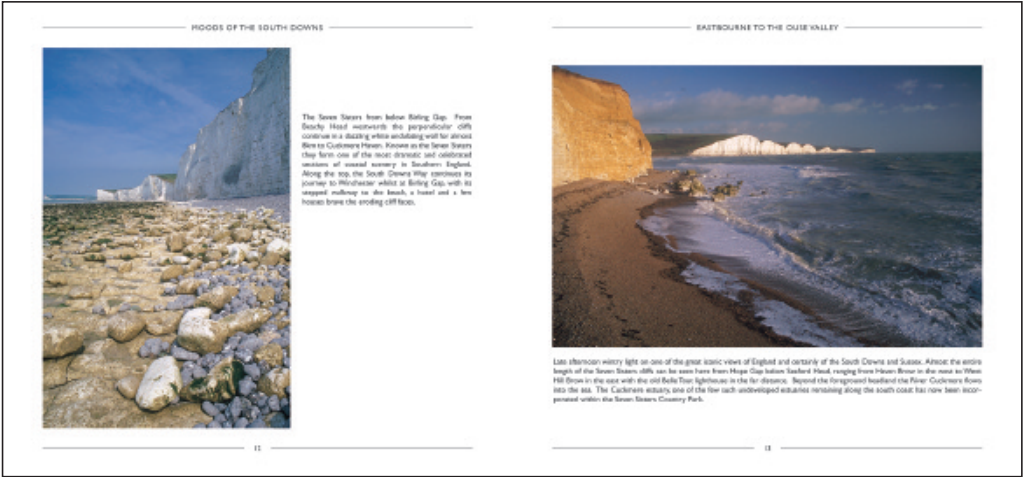 MOODS OF THE SOUTH DOWNS
The Seven Sisters from below Birling Gap. From
Beachy Head westwards the perpendicular cliffs
continue in a dazzling white undulating wall for almost
8km to Cuckmere Haven. Known as the Seven Sisters
they form one of the most dramatic and celebrated
sections of coastal scenery in Southern England.
Along the top, the South Downs Way continues its
journey to Winchester whilst at Birling Gap, with its
stepped walkway to the beach, a hotel and a few
houses brave the eroding cliff faces.
12
EASTBOURNE TO THE OUSE VALLEY
Late afternoon wintry light on one of the great iconic views of England and certainly of the South Downs and Sussex. Almost the entire
length of the Seven Sisters cliffs can be seen here from Hope Gap below Seaford Head, ranging from Haven Brow in the west to Went
Hill Brow in the east with the old Belle Tout lighthouse in the far distance. Beyond the foreground headland the River Cuckmere flows
into the sea. The Cuckmere estuary, one of the few such undeveloped estuaries remaining along the south coast has now been incor-
porated within the Seven Sisters Country Park.
13